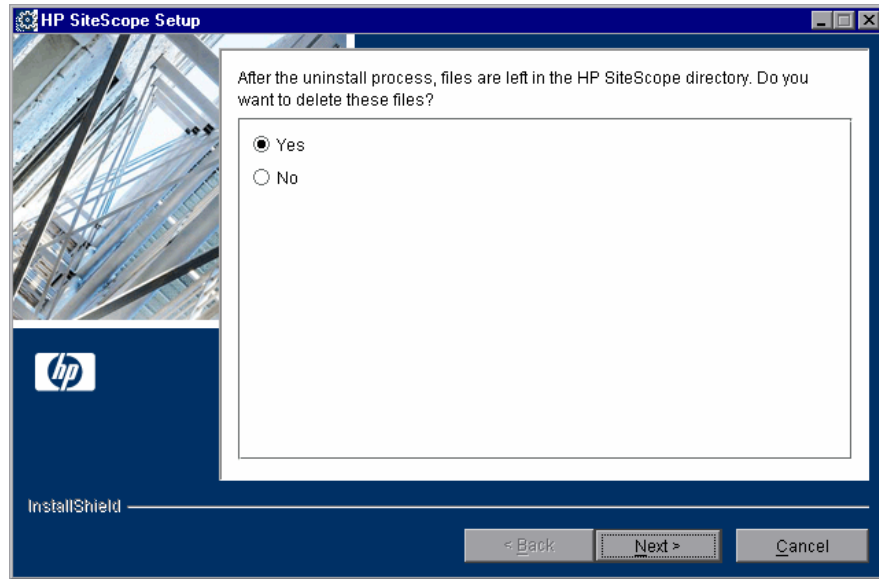 HP SiteScope Setup
After the uninstall process, files are left in the HP SiteScope directory. Do you
want to delete these files?
Yes
No
hp
InstallShield
< Back
Next >
Cancel